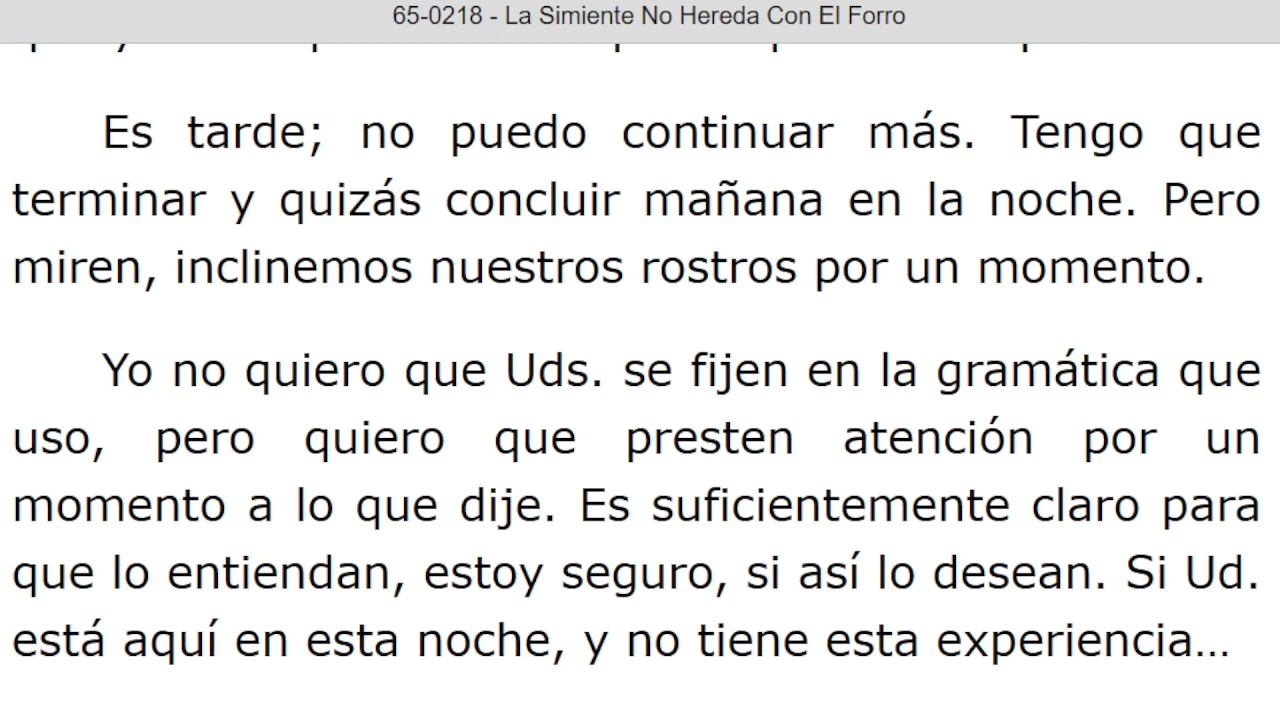 65-0218 - La Simiente No Hereda Con El Forro
Es tarde; no puedo continuar más. Tengo que
terminar y quizás concluir mañana en la noche. Pero
miren, inclinemos nuestros rostros por un momento.
Yo no quiero que Uds. se fijen en la gramática que
uso, pero quiero que presten atención por un
momento a lo que dije. Es suficientemente claro para
que lo entiendan, estoy seguro, si así lo desean. Si Ud.
está aquí en esta noche, y no tiene esta experiencia…